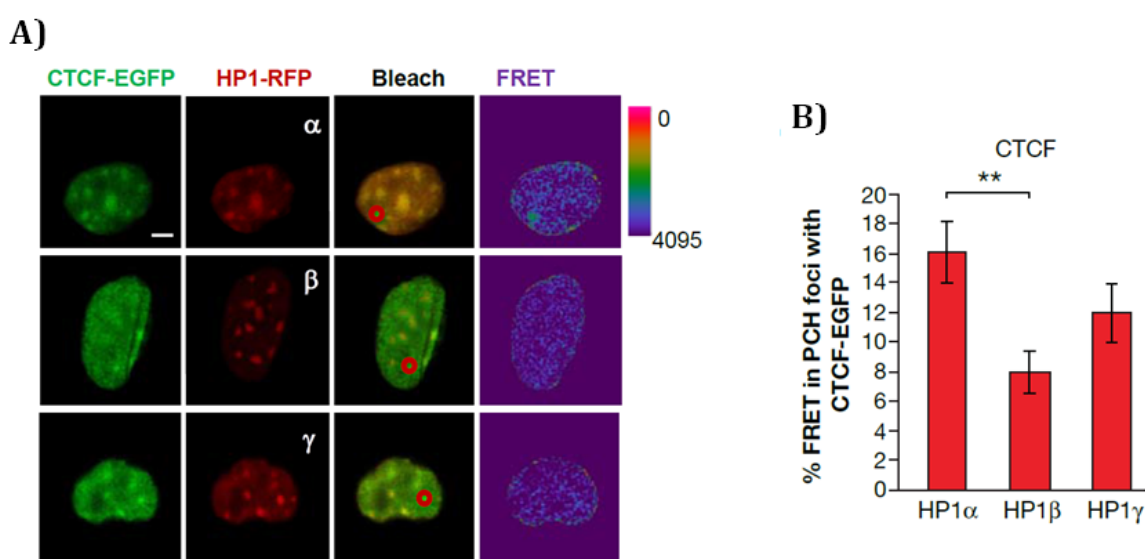 A)
CTCF-EGFP HP1-RFP Bleach FRET
α
0
4095
β
γ
B)
CTCF
**
% FRET in PCH foci with
CTCF-EGFP
20
18
16
14
12
10
8
6
4
2
0
HP1α HP1β HP1γ